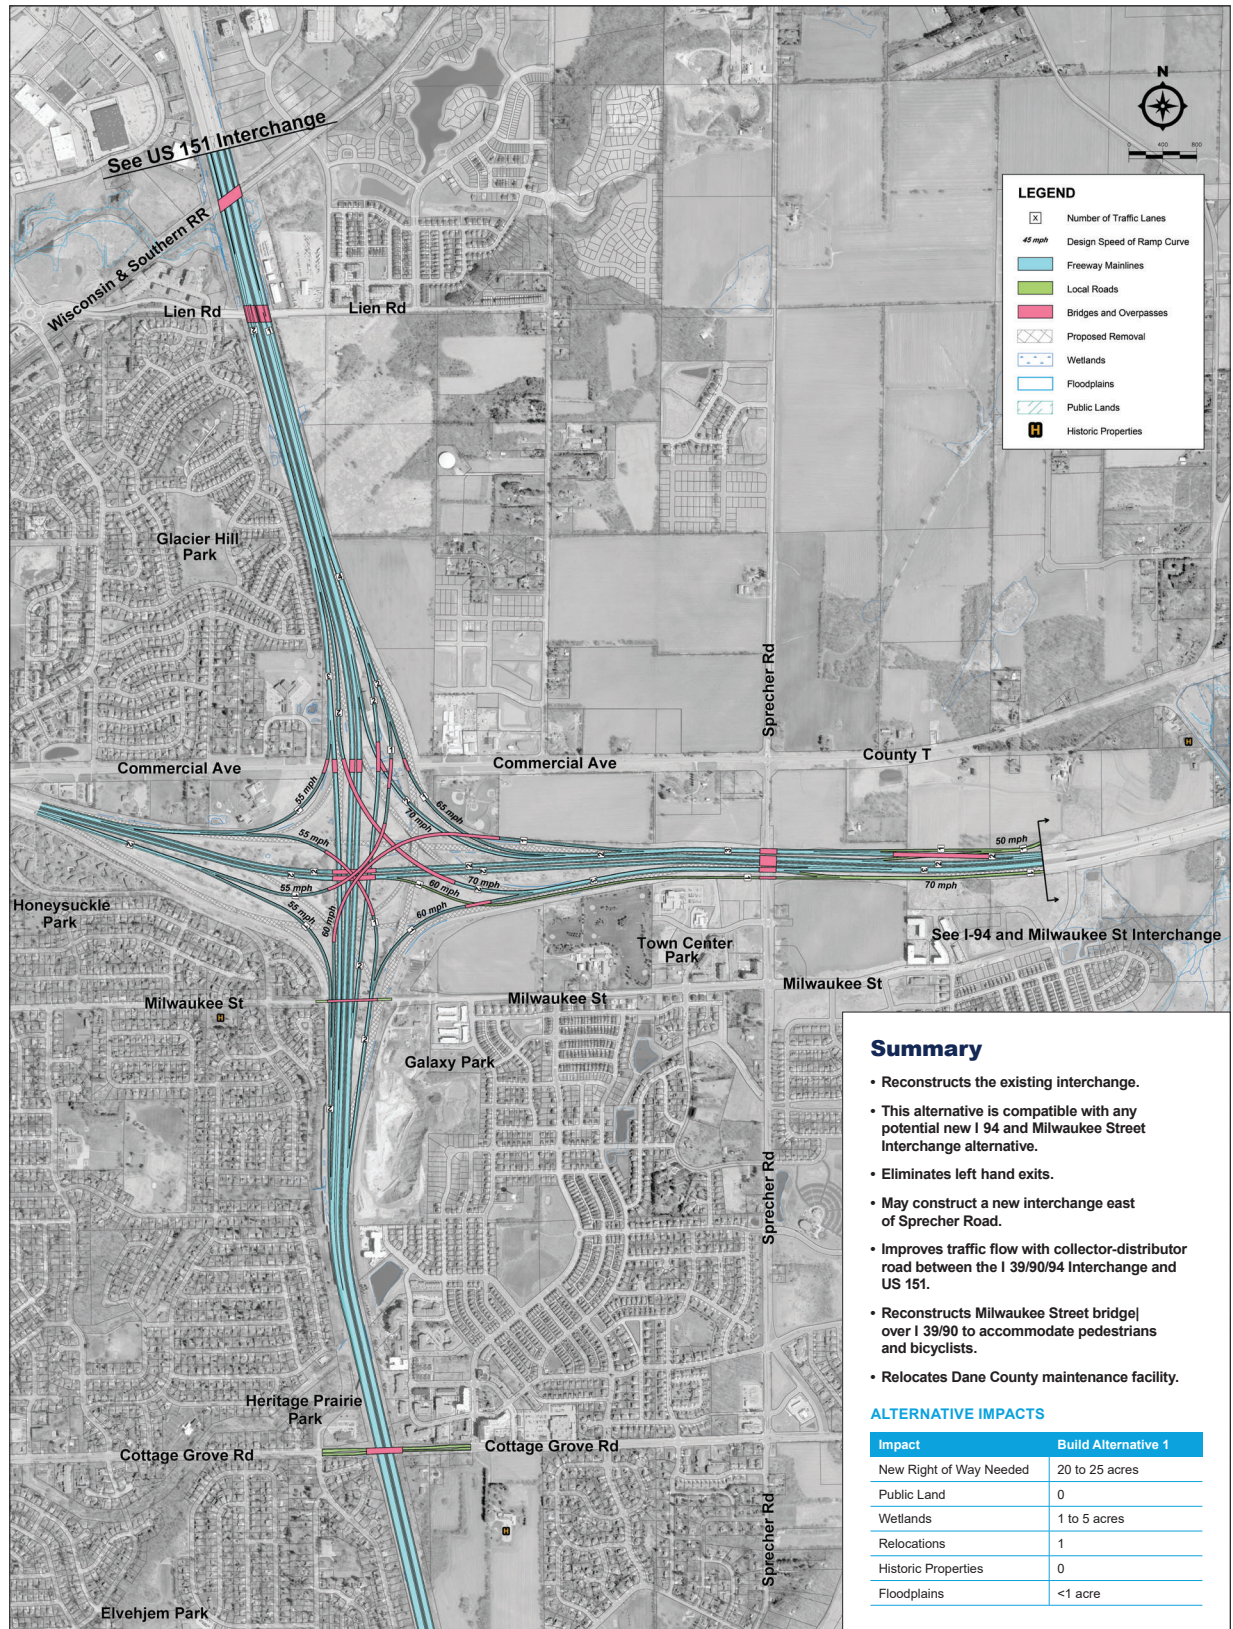 N
0 400 800
See US 151 Interchange
LEGEND
X Number of Traffic Lanes
45 mph Design Speed of Ramp Curve
Freeway Mainlines
Local Roads
Bridges and Overpasses
Proposed Removal
Wetlands
Floodplains
Public Lands
H Historic Properties
Wisconsin & Southern RR
Lien Rd
Lien Rd
Glacier Hill
Park
Sprecher Rd
Commercial Ave
Commercial Ave
County T
H
55 mph
65 mph
70 mph
55 mph
50 mph
55 mph
60 mph
70 mph
70 mph
55 mph
60 mph
60 mph
Honeysuckle
Park
See I-94 and Milwaukee St Interchange
Town Center
Park
Milwaukee St
Milwaukee St
Milwaukee St
H
Galaxy Park
Sprecher Rd
Heritage Prairie
Park
Cottage Grove Rd
Cottage Grove Rd
H
Sprecher Rd
Elvehjem Park
Summary
• Reconstructs the existing interchange.
• This alternative is compatible with any
potential new I 94 and Milwaukee Street
Interchange alternative.
• Eliminates left hand exits.
• May construct a new interchange east
of Sprecher Road.
• Improves traffic flow with collector-distributor
road between the I 39/90/94 Interchange and
US 151.
• Reconstructs Milwaukee Street bridge|
over I 39/90 to accommodate pedestrians
and bicyclists.
• Relocates Dane County maintenance facility.
ALTERNATIVE IMPACTS
Impact Build Alternative 1
New Right of Way Needed 20 to 25 acres
Public Land 0
Wetlands 1 to 5 acres
Relocations 1
Historic Properties 0
Floodplains <1 acre